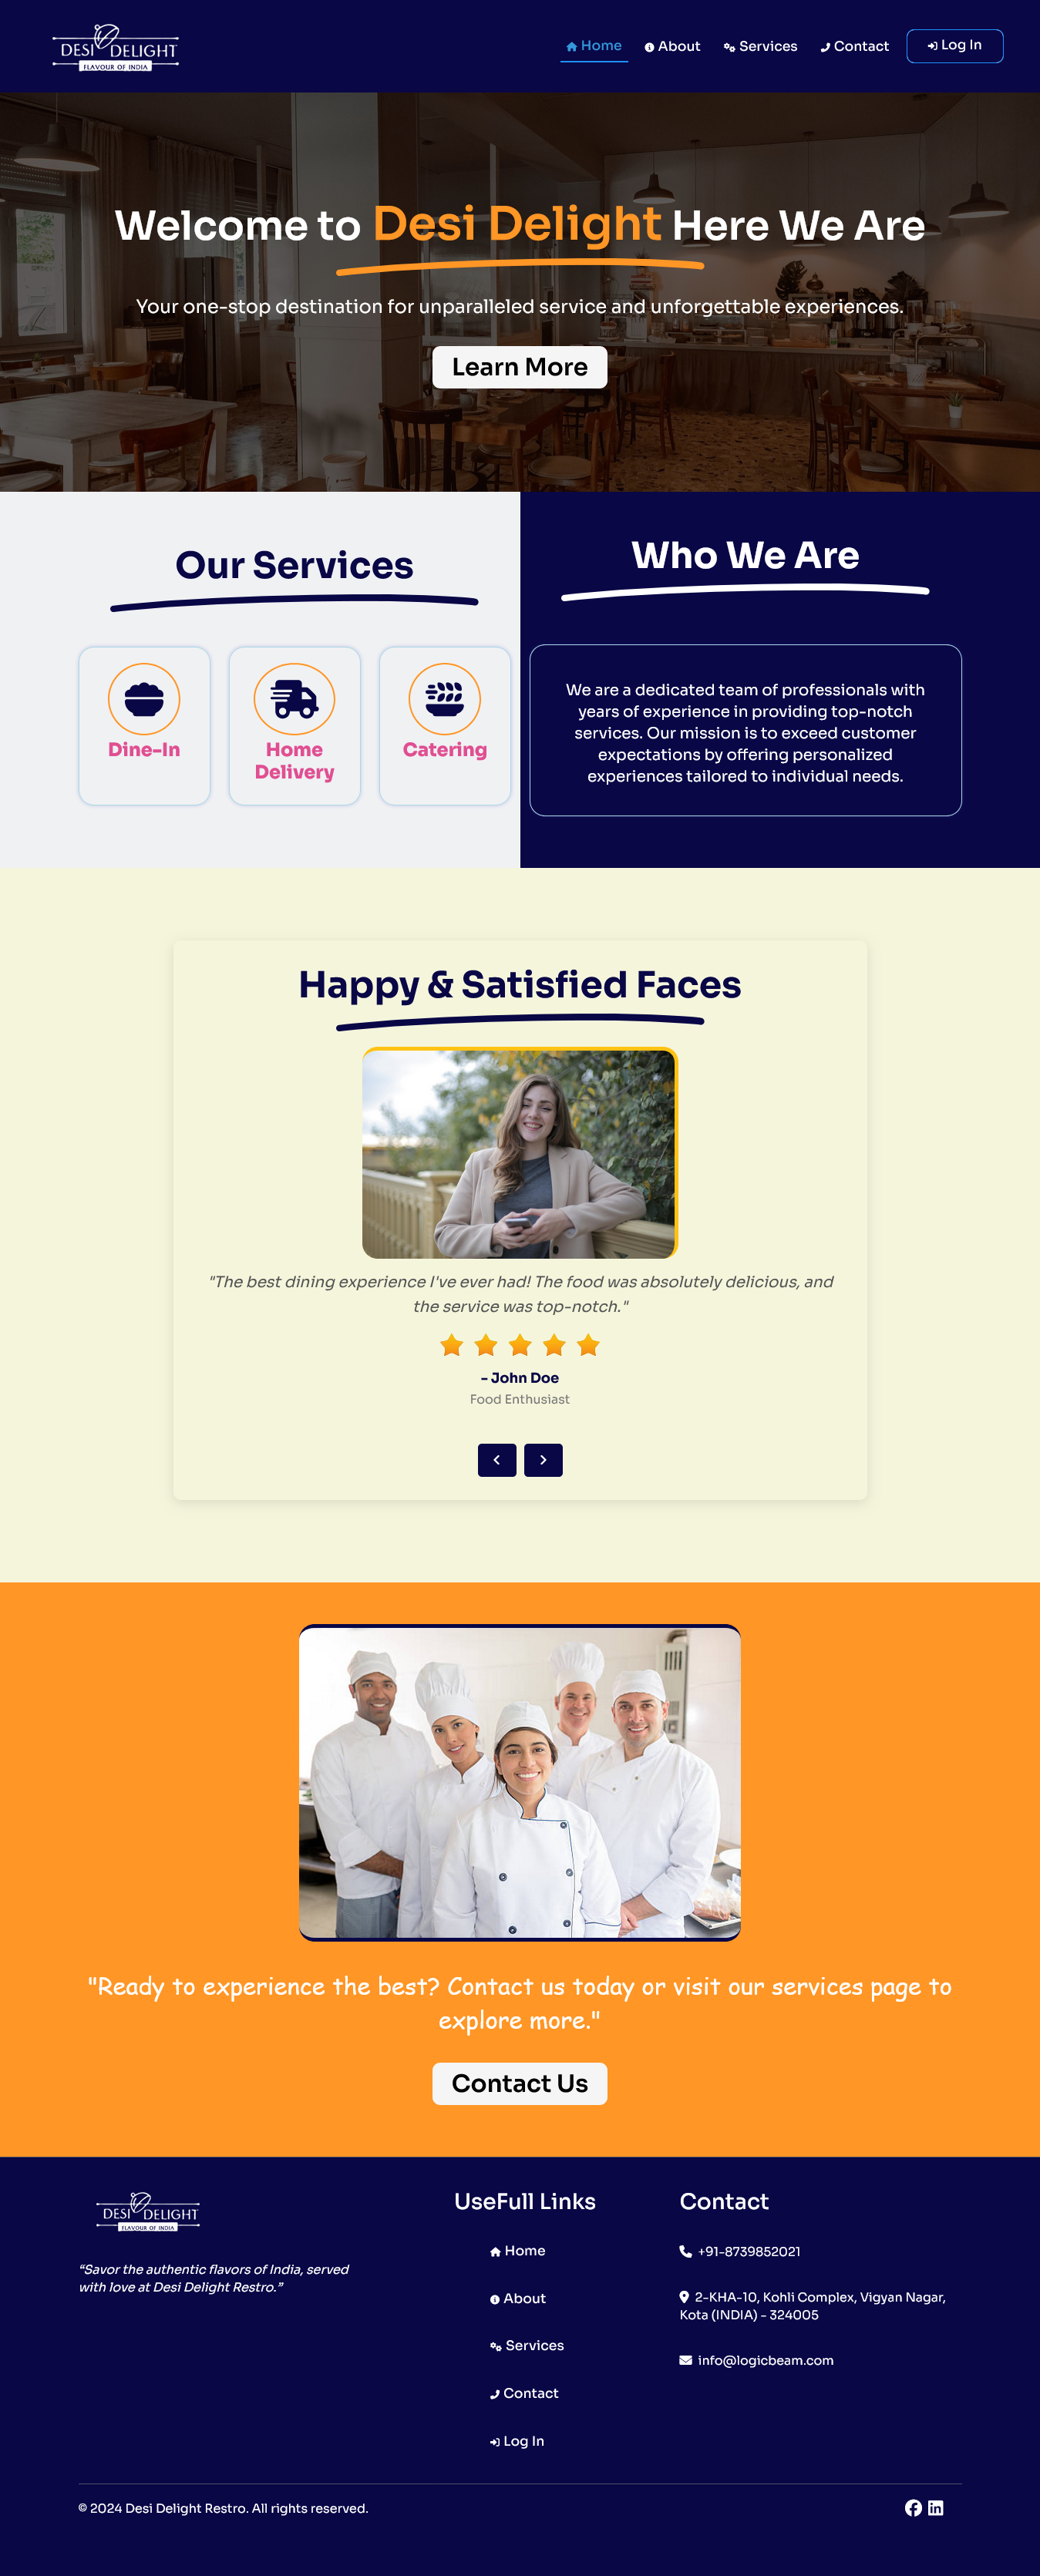 DESI DELIGHT
FLAVOUR OF INDIA
Home
About
Services
Contact
Log In
Welcome to Desi Delight Here We Are
Your one-stop destination for unparalleled service and unforgettable experiences.
Learn More
Our Services
Dine-In
Home
Delivery
Catering
Who We Are
We are a dedicated team of professionals with
years of experience in providing top-notch
services. Our mission is to exceed customer
expectations by offering personalized
experiences tailored to individual needs.
Happy & Satisfied Faces
"The best dining experience I've ever had! The food was absolutely delicious, and
the service was top-notch."
- John Doe
Food Enthusiast
"Ready to experience the best? Contact us today or visit our services page to
explore more."
Contact Us
DESI DELIGHT
FLAVOUR OF INDIA
“Savor the authentic flavors of India, served
with love at Desi Delight Restro.”
UseFull Links
Home
About
Services
Contact
Log In
Contact
+91-8739852021
2-KHA-10, Kohli Complex, Vigyan Nagar,
Kota (INDIA) - 324005
info@logicbeam.com
© 2024 Desi Delight Restro. All rights reserved.